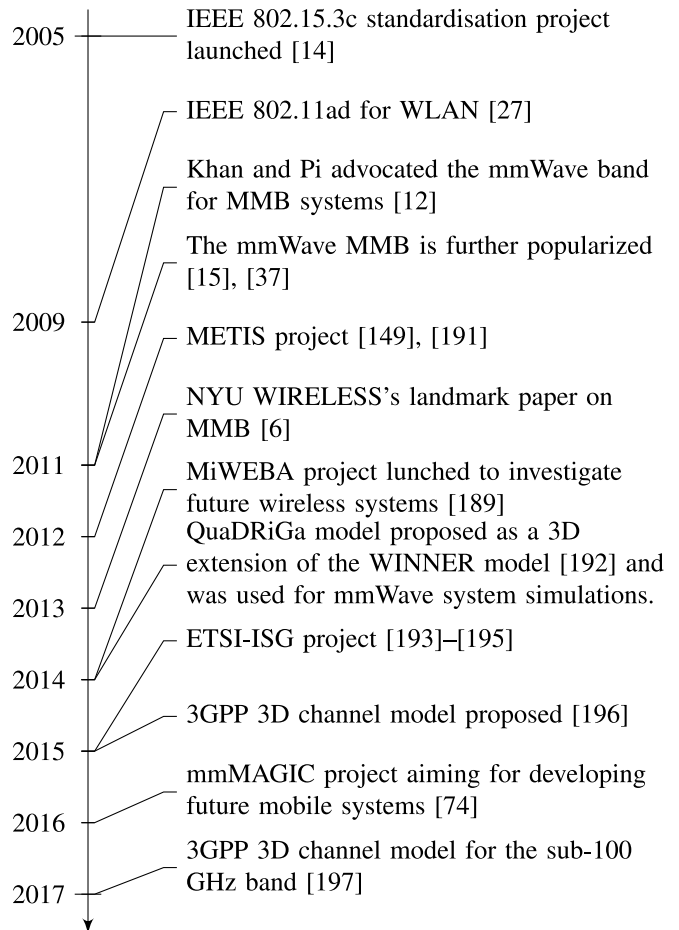 2005
IEEE 802.15.3c standardisation project
launched [14]
IEEE 802.11ad for WLAN [27]
Khan and Pi advocated the mmWave band
for MMB systems [12]
The mmWave MMB is further popularized
[15], [37]
2009
METIS project [149], [191]
NYU WIRELESS's landmark paper on
MMB [6]
2011
MiWEBA project lunched to investigate
future wireless systems [189]
2012
QuaDRiGa model proposed as a 3D
extension of the WINNER model [192] and
was used for mmWave system simulations.
2013
ETSI-ISG project [193]–[195]
2014
3GPP 3D channel model proposed [196]
2015
mmMAGIC project aiming for developing
future mobile systems [74]
2016
3GPP 3D channel model for the sub-100
GHz band [197]
2017